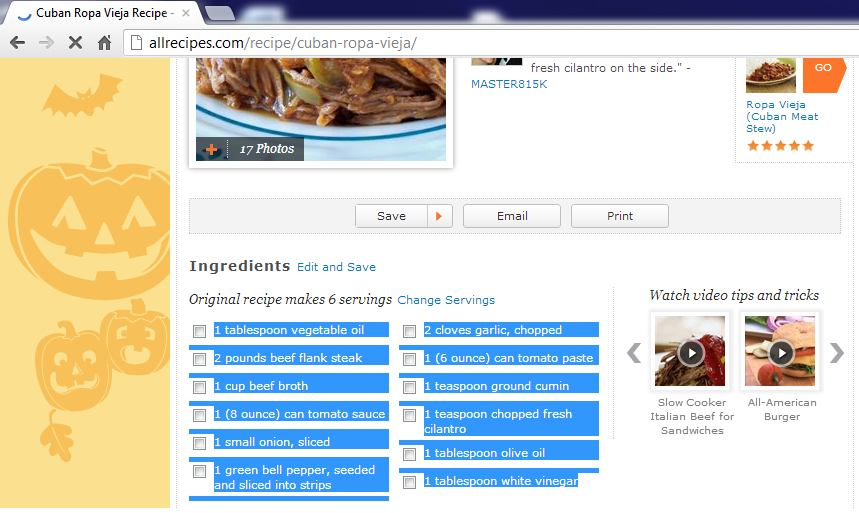 Cuban Ropa Vieja Recipe -
allrecipes.com/recipe/cuban-ropa-vieja/
fresh cilantro on the side." -
MASTER815K
17 Photos
GO
Ropa Vieja
(Cuban Meat
Stew)
Save
Email
Print
Ingredients Edit and Save
Original recipe makes 6 servings Change Servings
1 tablespoon vegetable oil
2 pounds beef flank steak
1 cup beef broth
1 (8 ounce) can tomato sauce
1 small onion, sliced
1 green bell pepper, seeded
and sliced into strips
2 cloves garlic, chopped
1 (6 ounce) can tomato paste
1 teaspoon ground cumin
1 teaspoon chopped fresh
cilantro
1 tablespoon olive oil
1 tablespoon white vinegar
Watch video tips and tricks
Slow Cooker
Italian Beef for
Sandwiches
All-American
Burger